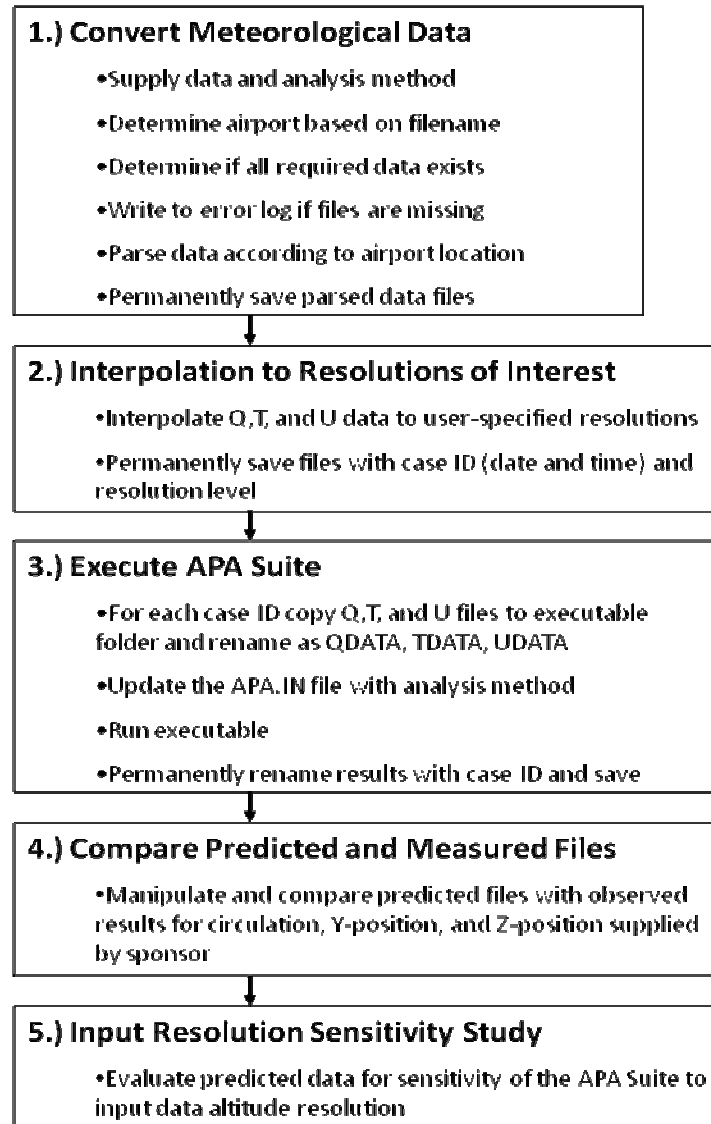 1.) Convert Meteorological Data
•Supply data and analysis method
•Determine airport based on filename
•Determine if all required data exists
•Write to error log if files are missing
•Parse data according to airport location
•Permanently save parsed data files
2.) Interpolation to Resolutions of Interest
•Interpolate Q,T, and U data to user-specified resolutions
•Permanently save files with case ID (date and time) and
resolution level
3.) Execute APA Suite
•For each case ID copy Q,T, and U files to executable
folder and rename as QDATA, TDATA, UDATA
•Update the APA.IN file with analysis method
•Run executable
•Permanently rename results with case ID and save
4.) Compare Predicted and Measured Files
•Manipulate and compare predicted files with observed
results for circulation, Y-position, and Z-position supplied
by sponsor
5.) Input Resolution Sensitivity Study
•Evaluate predicted data for sensitivity of the APA Suite to
input data altitude resolution